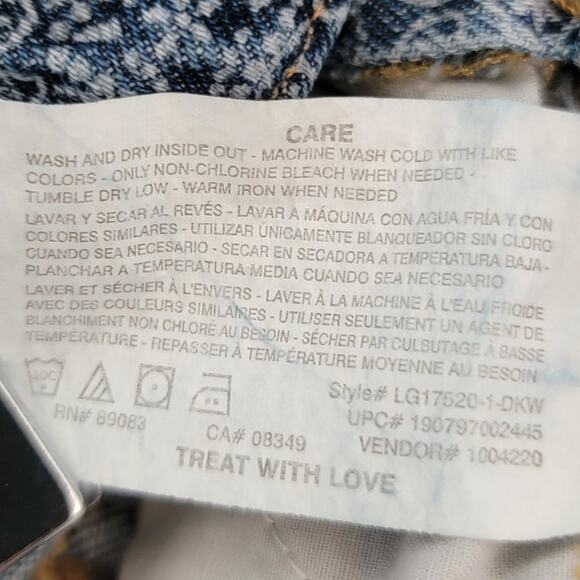 CARE
WASH AND DRY INSIDE OUT - MACHINE WASH COLD WITH LIKE
COLORS - ONLY NON-CHLORINE BLEACH WHEN NEEDED -
TUMBLE DRY LOW - WARM IRON WHEN NEEDED
LAVAR Y SECAR AL REVÉS - LAVAR A MÁQUINA CON AGUA FRÍA Y CON
COLORES SIMILARES - UTILIZAR ÚNICAMENTE BLANQUEADOR SIN CLORO
CUANDO SEA NECESARIO - SECAR EN SECADORA A TEMPERATURA BAJA -
PLANCHAR A TEMPERATURA MEDIA CUANDO SEA NECESARIO
LAVER ET SÉCHER À L'ENVERS - LAVER À LA MACHINE À L'EAU FROIDE
AVEC DES COULEURS SIMILAIRES - UTILISER SEULEMENT UN AGENT DE
BLANCHIMENT NON CHLORÉ AU BESOIN - SÉCHER PAR CULBUTAGE À BASSE
TEMPÉRATURE - REPASSER À TEMPÉRATURE MOYENNE AU BESOIN
Style# LG17520-1-DKW
RN# 89083
UPC# 190797002445
CA# 08349
VENDOR# 1004220
TREAT WITH LOVE